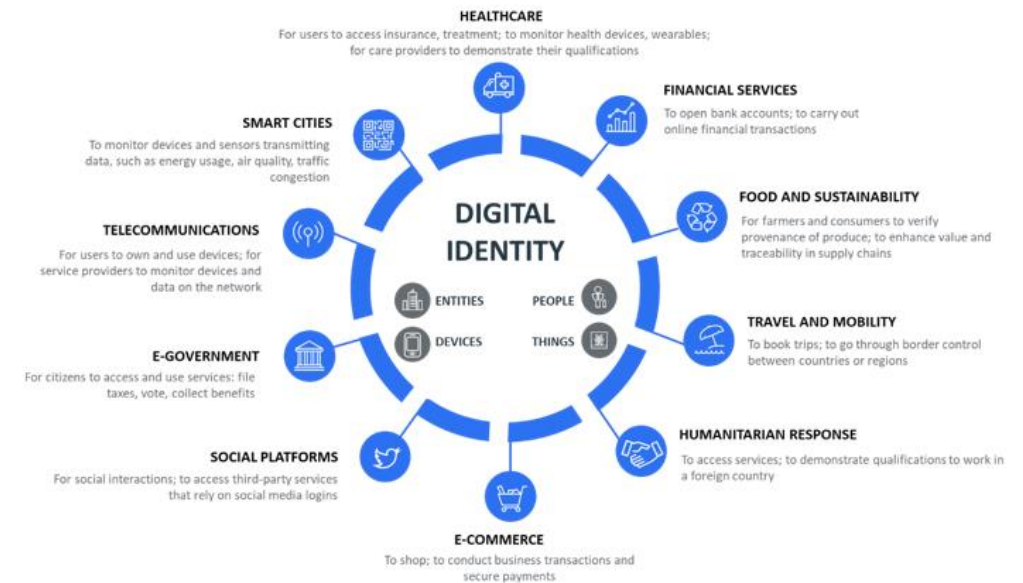 HEALTHCARE
For users to access insurance, treatment; to monitor health devices, wearables;
for care providers to demonstrate their qualifications
FINANCIAL SERVICES
To open bank accounts; to carry out
online financial transactions
FOOD AND SUSTAINABILITY
For farmers and consumers to verify
provenance of produce; to enhance value and
traceability in supply chains
TRAVEL AND MOBILITY
To book trips; to go through border control
between countries or regions
HUMANITARIAN RESPONSE
To access services; to demonstrate qualifications to work in
a foreign country
E-COMMERCE
To shop; to conduct business transactions and
secure payments
SOCIAL PLATFORMS
For social interactions; to access third-party services
that rely on social media logins
E-GOVERNMENT
For citizens to access and use services: file
taxes, vote, collect benefits
TELECOMMUNICATIONS
For users to own and use devices; for
service providers to monitor devices and
data on the network
SMART CITIES
To monitor devices and sensors transmitting
data, such as energy usage, air quality, traffic
congestion
DIGITAL
IDENTITY
ENTITIES
PEOPLE
DEVICES
THINGS